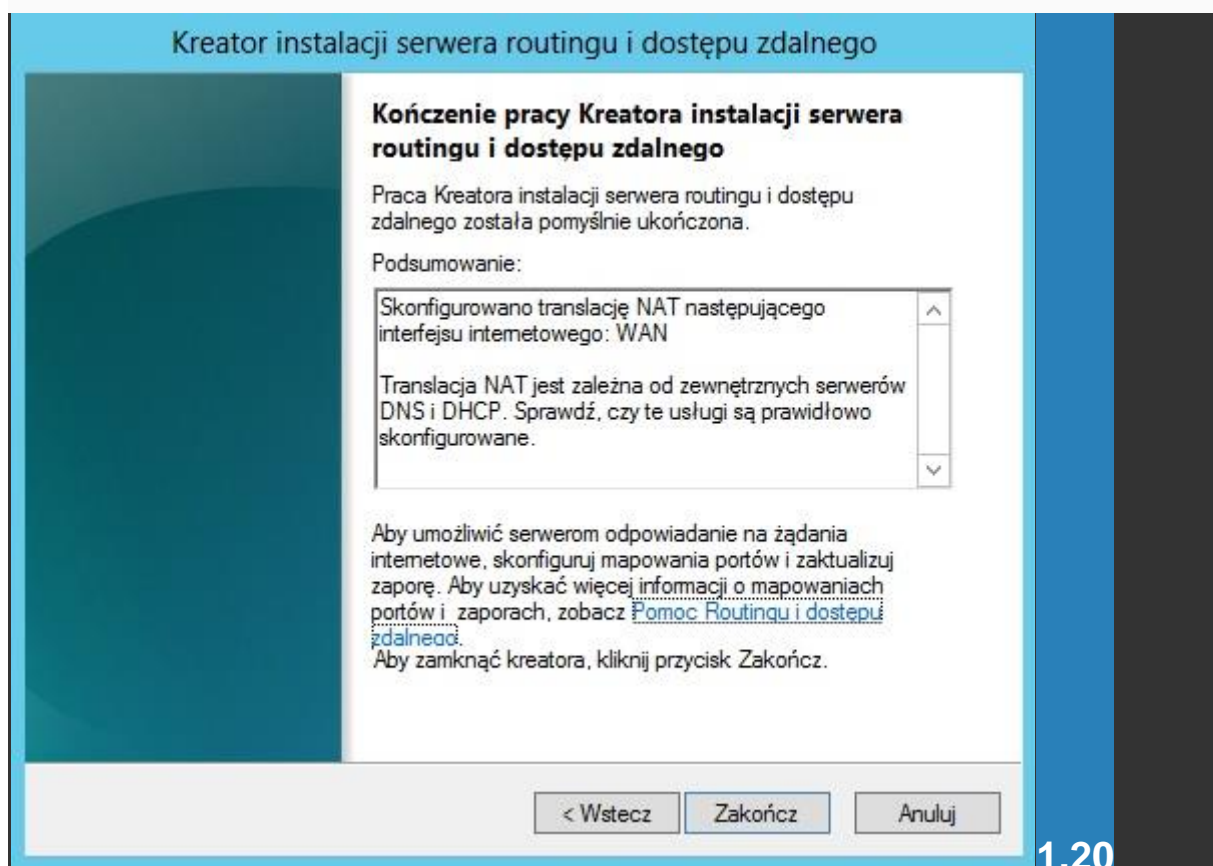 Kreator instalacji serwera routingu i dostępu zdalnego
Kończenie pracy Kreatora instalacji serwera
routingu i dostępu zdalnego
Praca Kreatora instalacji serwera routingu i dostępu
zdalnego została pomyślnie ukończona.
Podsumowanie:
Skonfigurowano translację NAT następującego
interfejsu internetowego: WAN
Translacja NAT jest zależna od zewnętrznych serwerów
DNS i DHCP. Sprawdź, czy te usługi są prawidłowo
skonfigurowane.
Aby umożliwić serwerom odpowiadanie na żądania
internetowe, skonfiguruj mapowania portów i zaktualizuj
zaporę. Aby uzyskać więcej informacji o mapowaniach
portów i zaporach, zobacz Pomoc Routingu i dostępu
zdalnego.
Aby zamknąć kreatora, kliknij przycisk Zakończ.
< Wstecz Zakończ Anuluj
1.20